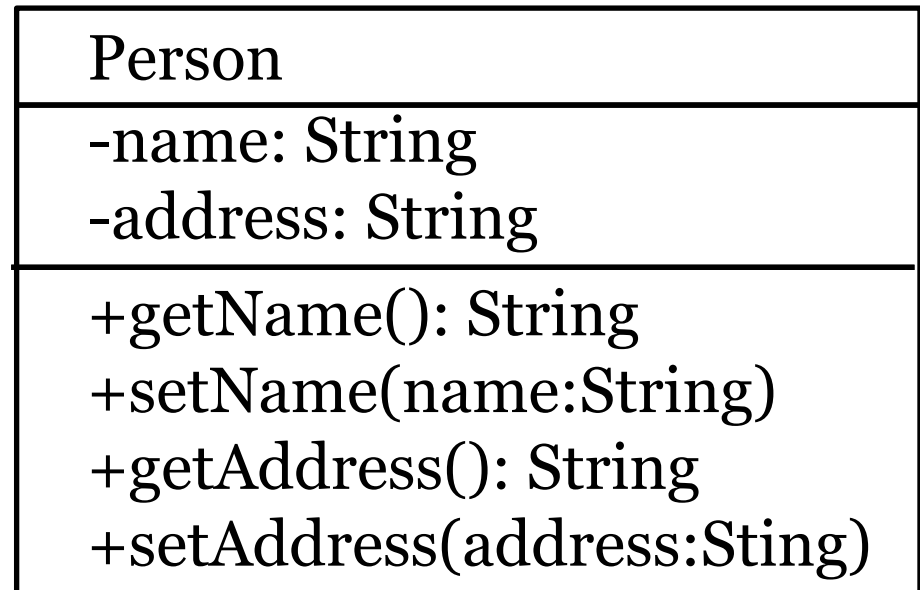 Person
-name: String
-address: String
+getName(): String
+setName(name:String)
+getAddress(): String
+setAddress(address:Sting)